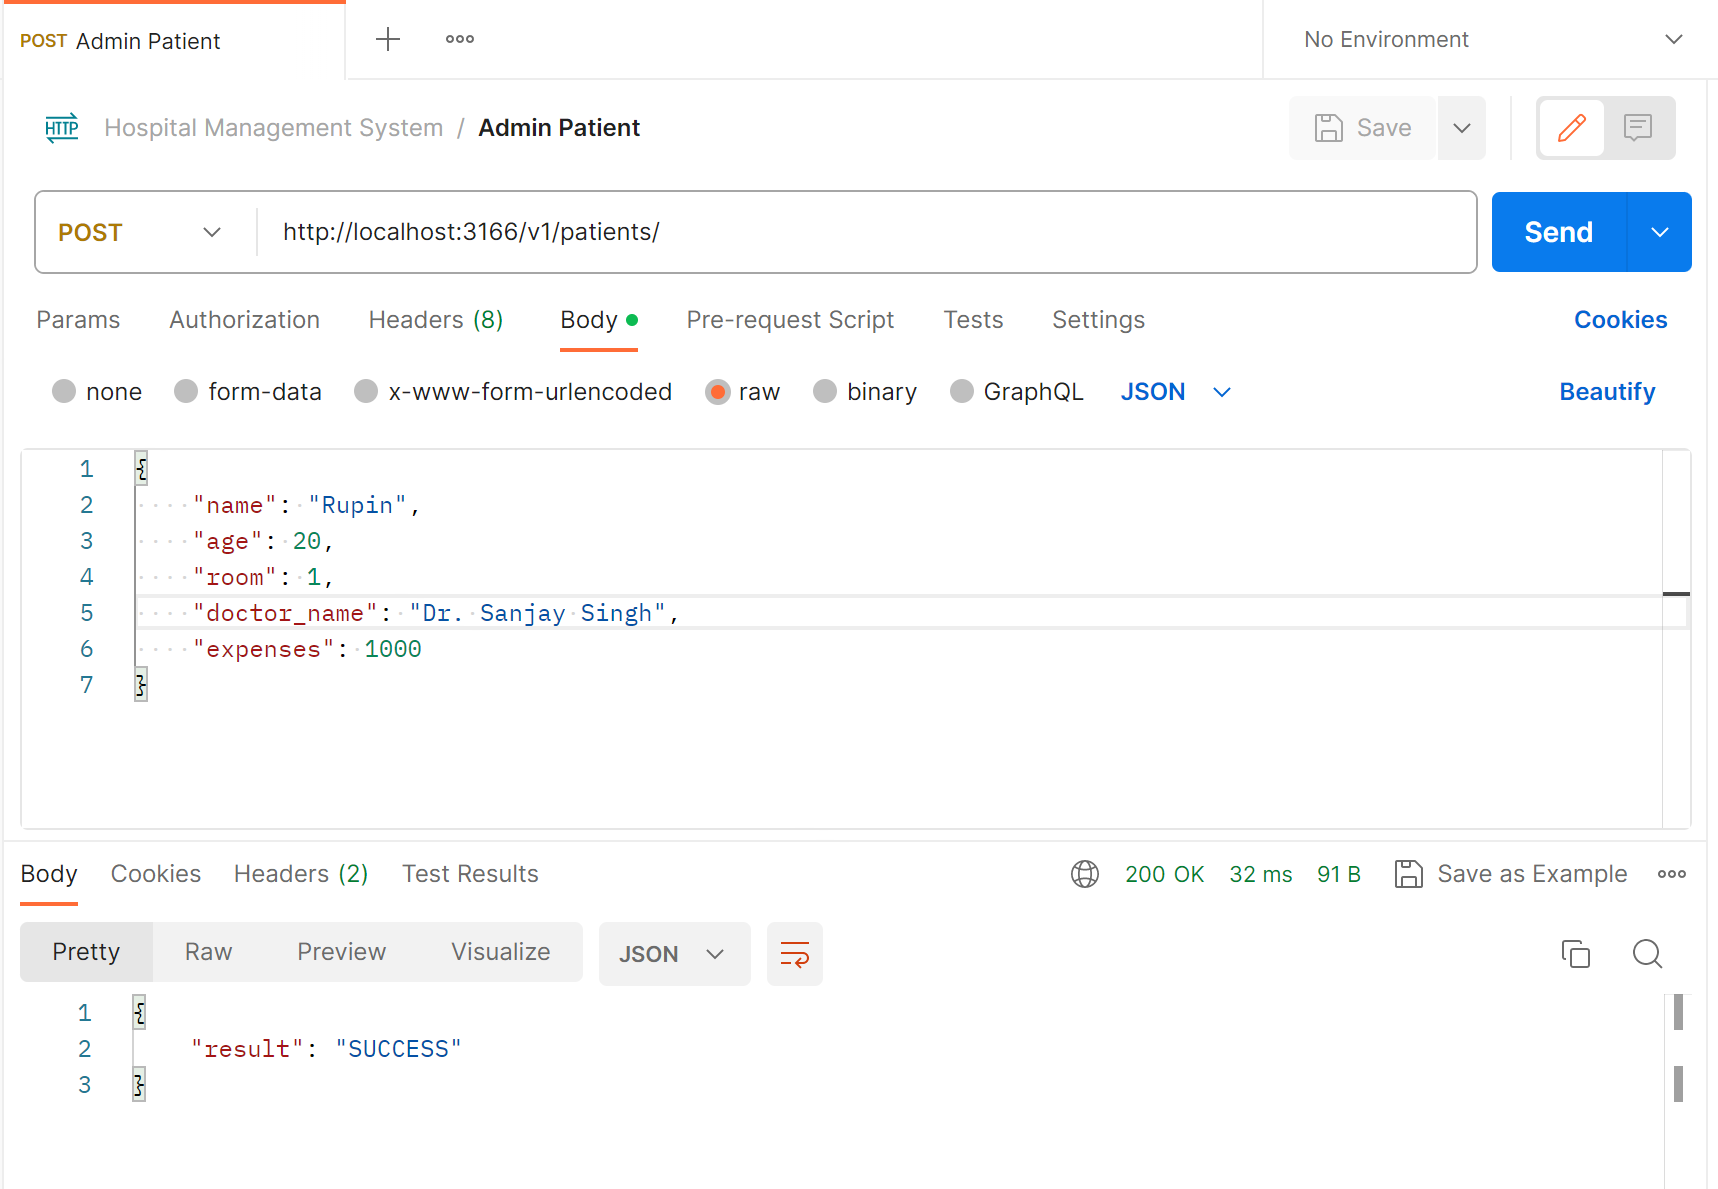 POST Admin Patient
No Environment
HTTP Hospital Management System / Admin Patient
Save
POST http://localhost:3166/v1/patients/ Send
Params Authorization Headers (8) Body Pre-request Script Tests Settings Cookies
none form-data x-www-form-urlencoded raw binary GraphQL JSON Beautify
1 {
2 "name": "Rupin",
3 "age": 20,
4 "room": 1,
5 "doctor_name": "Dr. Sanjay Singh",
6 "expenses": 1000
7 }
Body Cookies Headers (2) Test Results 200 OK 32 ms 91 B Save as Example
Pretty Raw Preview Visualize JSON
1 {
2 "result": "SUCCESS"
3 }